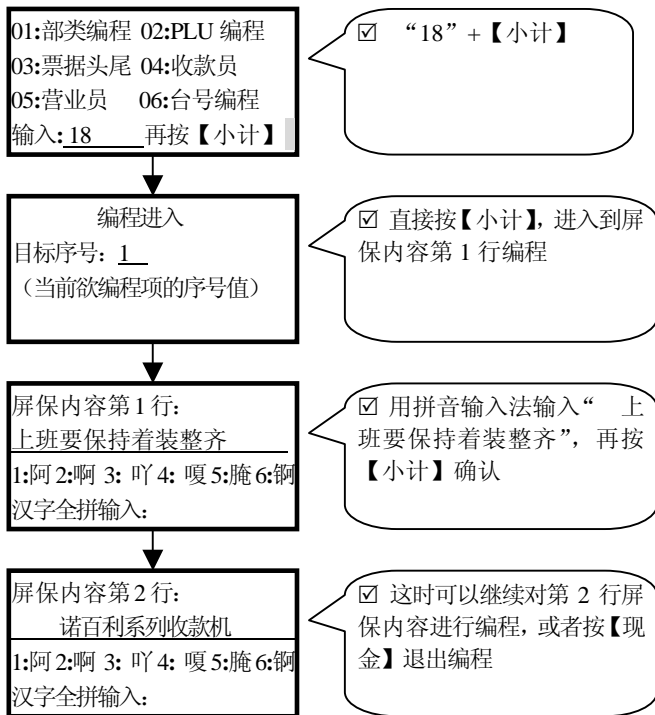 01:部类编程 02:PLU 编程
03:票据头尾 04:收款员
05:营业员 06:台号编程
输入:18 再按【小计】
☑ “18”+【小计】
编程进入
目标序号：1
（当前欲编程项的序号值）
☑ 直接按【小计】，进入到屏
保内容第 1 行编程
屏保内容第1行：
上班要保持着装整齐
1:阿2:啊 3: 吖4: 嗄5:腌6:锕
汉字全拼输入：
☑ 用拼音输入法输入“ 上
班要保持着装整齐”，再按
【小计】确认
屏保内容第2行：
诺百利系列收款机
1:阿2:啊 3: 吖4: 嗄5:腌6:锕
汉字全拼输入：
☑ 这时可以继续对第 2 行屏
保内容进行编程，或者按【现
金】退出编程